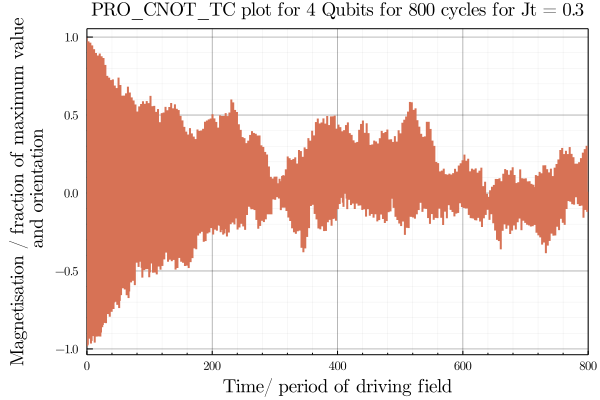 PRO_CNOT_TC plot for 4 Qubits for 800 cycles for Jt = 0.3
Magnetisation / fraction of maximum value
and orientation
1.0
0.5
0.0
−0.5
−1.0
0 200 400 600 800
Time/ period of driving field